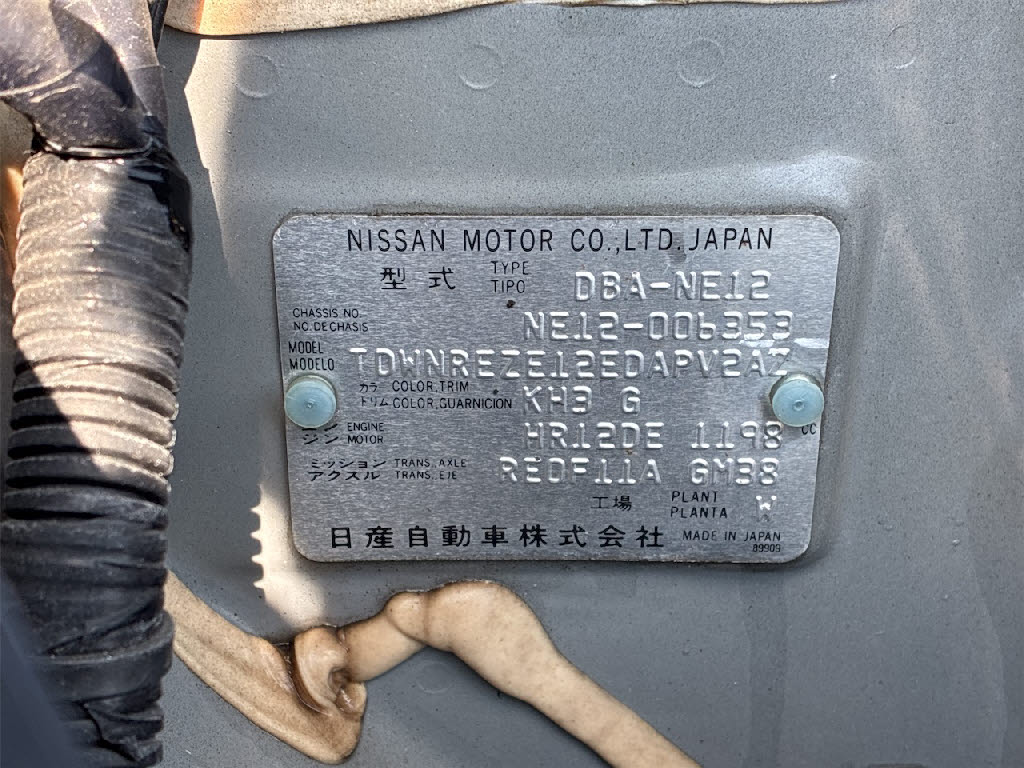 NISSAN MOTOR CO.,LTD.JAPAN
型式 TYPE TIPO DBA-NE12
CHASSIS NO. NO. DE CHASIS NE12-006353
MODEL MODELO TDWNREZE12EDAPV2AZ
カラ COLOR,TRIM トリム COLOR,GUARNICION KH3 G
ジン ENGINE MOTOR HR12DE 1198 CC
ミッション アクスル TRANS.,AXLE TRANS.,EJE RE0F11A GM38
工場 PLANT PLANTA W
日産自動車株式会社 MADE IN JAPAN
89909